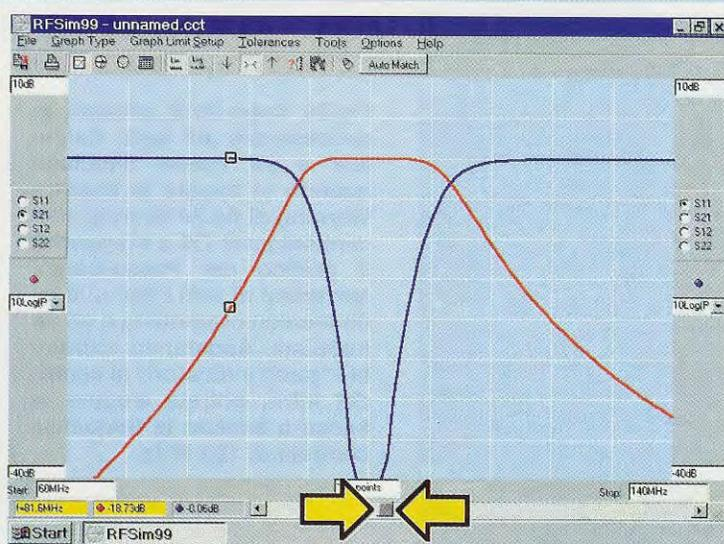 RFSim99 - unnamed.cct
File Graph Type Graph Limit Setup Tolerances Tools Options Help
Auto Match
10dB
10dB
S11
S21
S12
S22
S11
S21
S12
S22
10Log|P
10Log|P
-40dB
-40dB
Start: 60MHz
points
Stop: 140MHz
f=81.6MHz -18.73dB -0.06dB
Start RFSim99